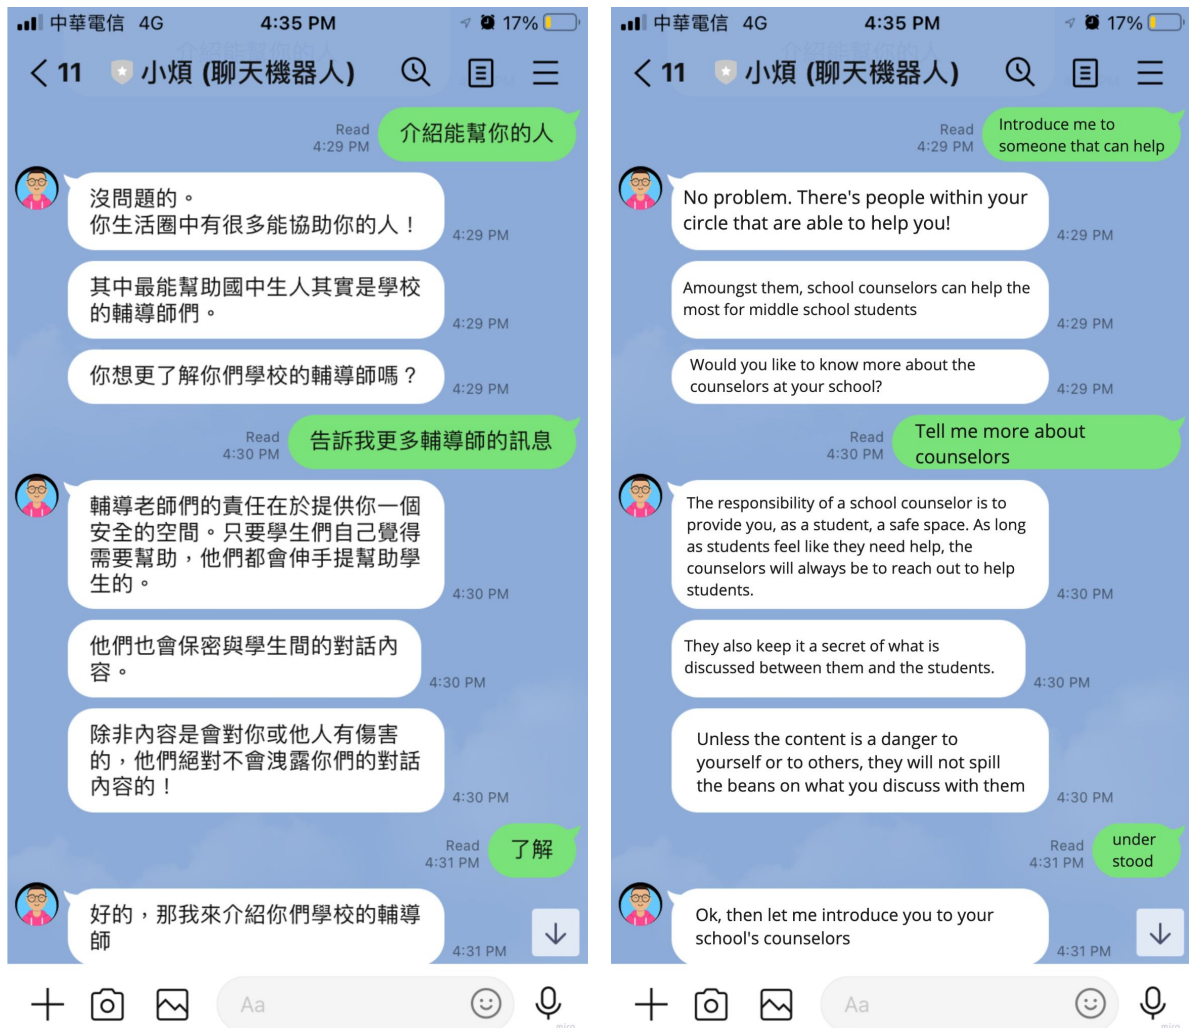 中華電信 4G 4:35 PM 17%
介紹能幫你的人
11 小煩 (聊天機器人)
Read
4:29 PM
介紹能幫你的人
沒問題的。
你生活圈中有很多能協助你的人！
4:29 PM
其中最能幫助國中生人其實是學校
的輔導師們。
4:29 PM
你想更了解你們學校的輔導師嗎？
4:29 PM
Read
4:30 PM
告訴我更多輔導師的訊息
輔導老師們的責任在於提供你一個
安全的空間。只要學生們自己覺得
需要幫助，他們都會伸手提幫助學
生的。
4:30 PM
他們也會保密與學生間的對話內
容。
4:30 PM
除非內容是會對你或他人有傷害
的，他們絕對不會洩露你們的對話
內容的！
4:30 PM
Read
4:31 PM
了解
好的，那我來介紹你們學校的輔導
師
4:31 PM
Aa
miro
中華電信 4G 4:35 PM 17%
介紹能幫你的人
11 小煩 (聊天機器人)
Read
4:29 PM
Introduce me to
someone that can help
No problem. There's people within your
circle that are able to help you!
4:29 PM
Amoungst them, school counselors can help the
most for middle school students
4:29 PM
Would you like to know more about the
counselors at your school?
4:29 PM
Read
4:30 PM
Tell me more about
counselors
The responsibility of a school counselor is to
provide you, as a student, a safe space. As long
as students feel like they need help, the
counselors will always be to reach out to help
students.
4:30 PM
They also keep it a secret of what is
discussed between them and the students.
4:30 PM
Unless the content is a danger to
yourself or to others, they will not spill
the beans on what you discuss with them
4:30 PM
Read
4:31 PM
under
stood
Ok, then let me introduce you to your
school's counselors
4:31 PM
Aa
miro